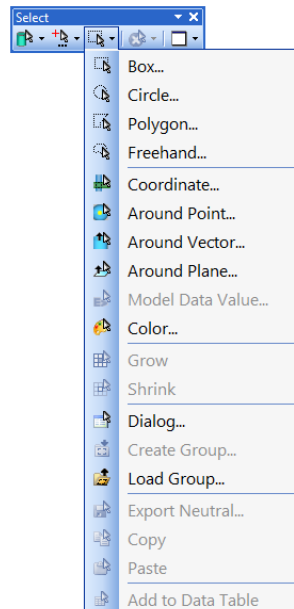 Select
Box...
Circle...
Polygon...
Freehand...
Coordinate...
Around Point...
Around Vector...
Around Plane...
Model Data Value...
Color...
Grow
Shrink
Dialog...
Create Group...
Load Group...
Export Neutral...
Copy
Paste
Add to Data Table